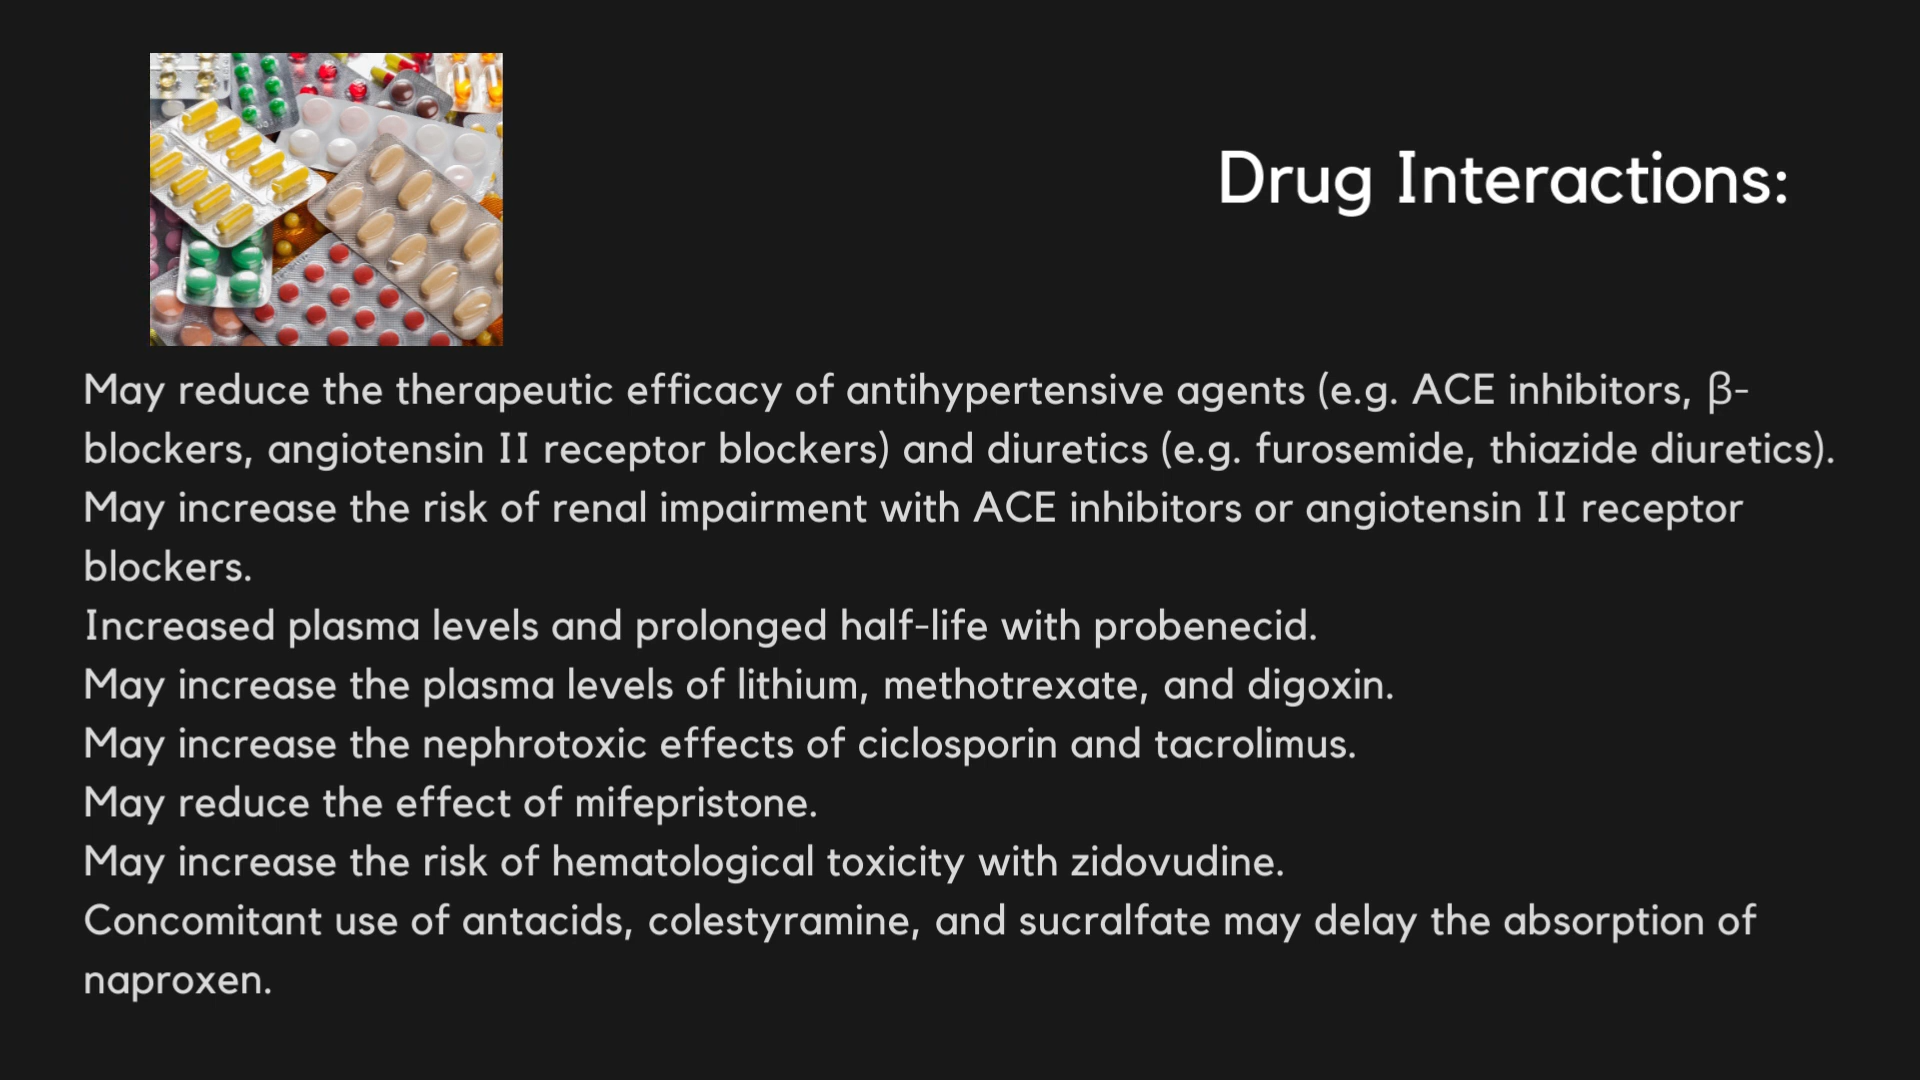 Drug Interactions:
May reduce the therapeutic efficacy of antihypertensive agents (e.g. ACE inhibitors, β-
blockers, angiotensin II receptor blockers) and diuretics (e.g. furosemide, thiazide diuretics).
May increase the risk of renal impairment with ACE inhibitors or angiotensin II receptor
blockers.
Increased plasma levels and prolonged half-life with probenecid.
May increase the plasma levels of lithium, methotrexate, and digoxin.
May increase the nephrotoxic effects of ciclosporin and tacrolimus.
May reduce the effect of mifepristone.
May increase the risk of hematological toxicity with zidovudine.
Concomitant use of antacids, colestyramine, and sucralfate may delay the absorption of
naproxen.